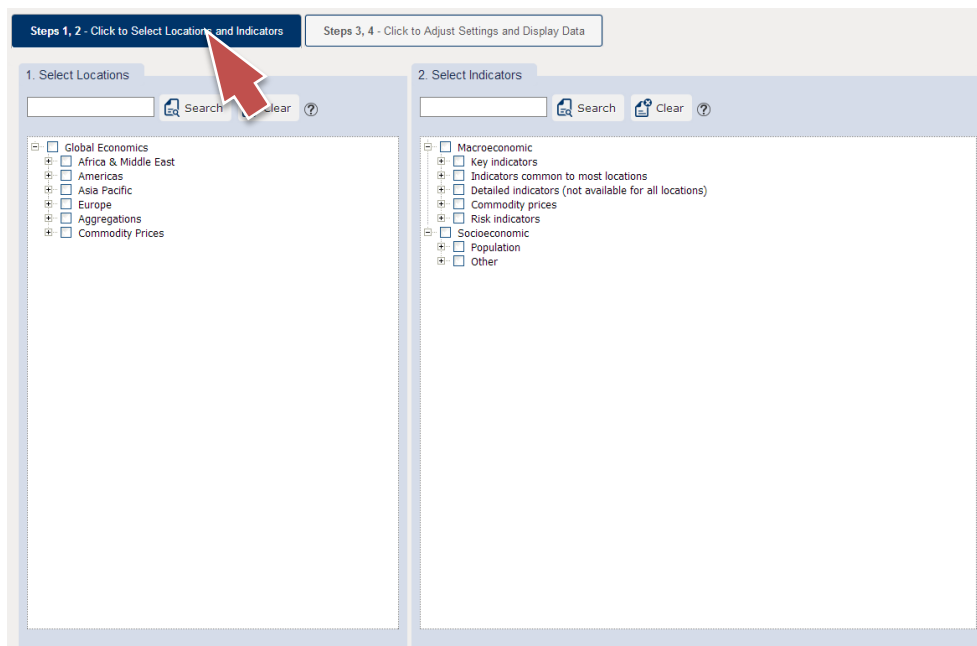 Steps 1, 2 - Click to Select Locations and Indicators
Steps 3, 4 - Click to Adjust Settings and Display Data
1. Select Locations
Search
Clear
2. Select Indicators
Search
Clear
Global Economics
Africa & Middle East
Americas
Asia Pacific
Europe
Aggregations
Commodity Prices
Macroeconomic
Key indicators
Indicators common to most locations
Detailed indicators (not available for all locations)
Commodity prices
Risk indicators
Socioeconomic
Population
Other